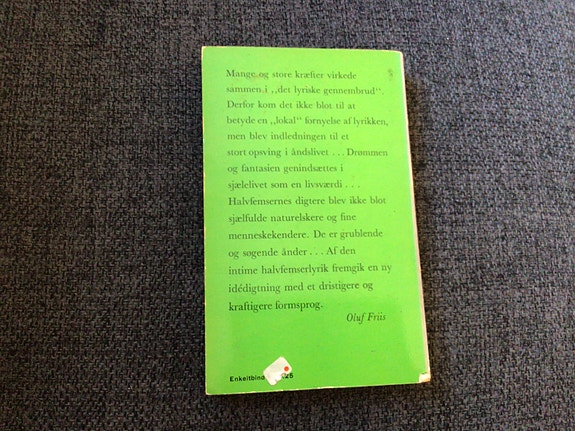 Mange og store kræfter virkede
sammen i ,,det lyriske gennembrud".
Derfor kom det ikke blot til at
betyde en ,,lokal" fornyelse af lyrikken,
men blev indledningen til et
stort opsving i åndslivet . . . Drømmen
og fantasien genindsættes i
sjælelivet som en livsværdi . . .
Halvfemsernes digtere blev ikke blot
sjælfulde naturelskere og fine
menneskekendere. De er grublende
og søgende ånder . . . Af den
intime halvfemserlyrik fremgik en ny
idédigtning med et dristigere og
kraftigere formsprog.
Oluf Friis
Enkeltbind